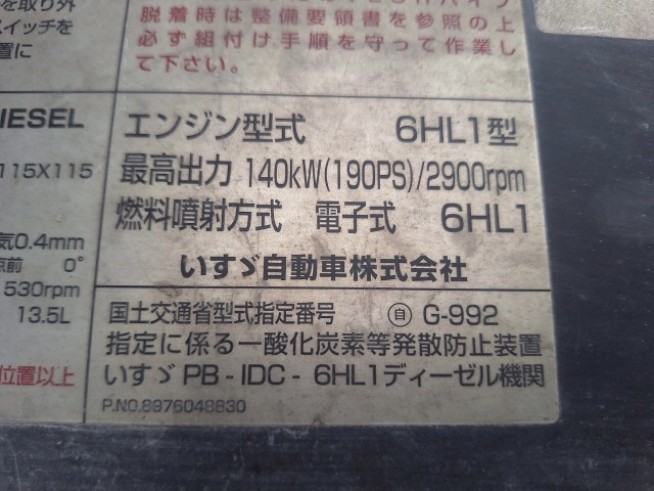 を取り外
スイッチを
置に
脱着時は整備要領書を参照の上
必ず組付け手順を守って作業し
て下さい。
IESEL
115X115
気0.4mm
点前 0°
530rpm
13.5L
位置以上
エンジン型式 6HL1型
最高出力 140kW(190PS)/2900rpm
燃料噴射方式 電子式 6HL1
いすゞ自動車株式会社
国土交通省型式指定番号 ㊐ G-992
指定に係る一酸化炭素等発散防止装置
いすゞ PB - IDC - 6HL1ディーゼル機関
P.NO.8976048830